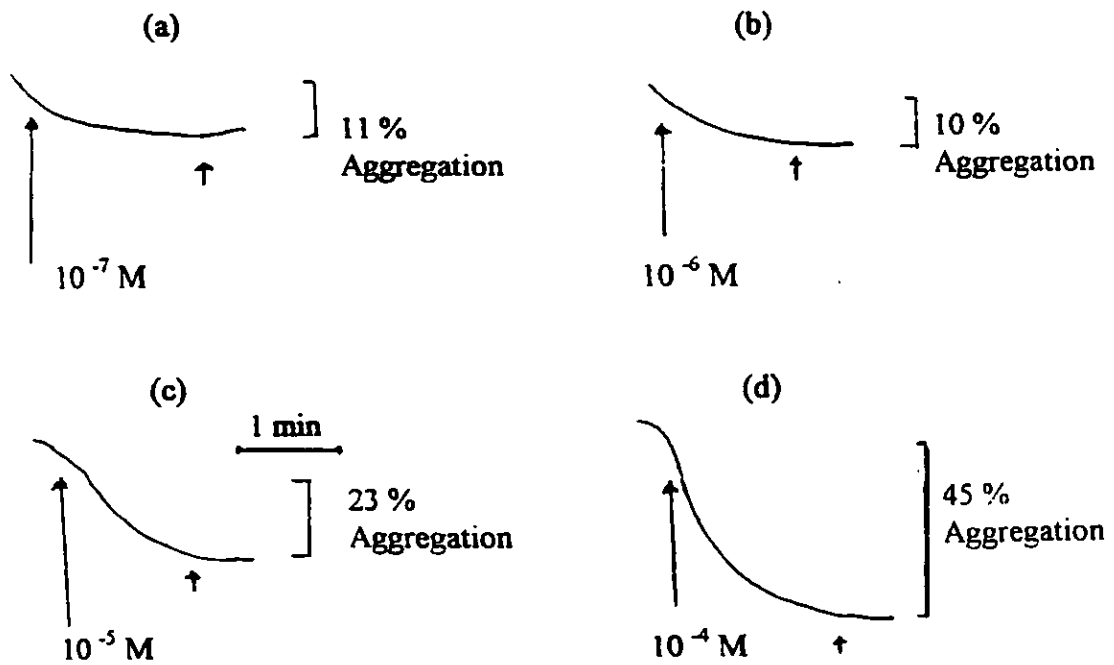 (a)
11 %
Aggregation
10⁻⁷ M
(b)
10 %
Aggregation
10⁻⁶ M
(c)
1 min
23 %
Aggregation
10⁻⁵ M
(d)
45 %
Aggregation
10⁻⁴ M